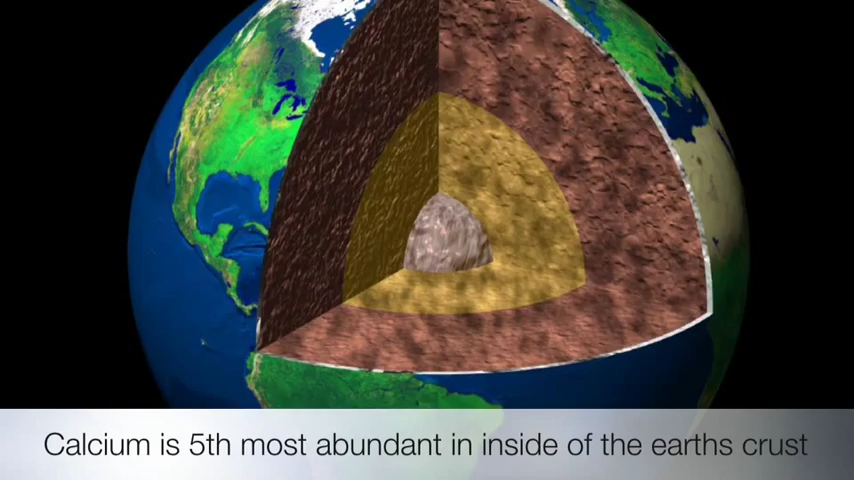 Calcium is 5th most abundant in inside of the earths crust